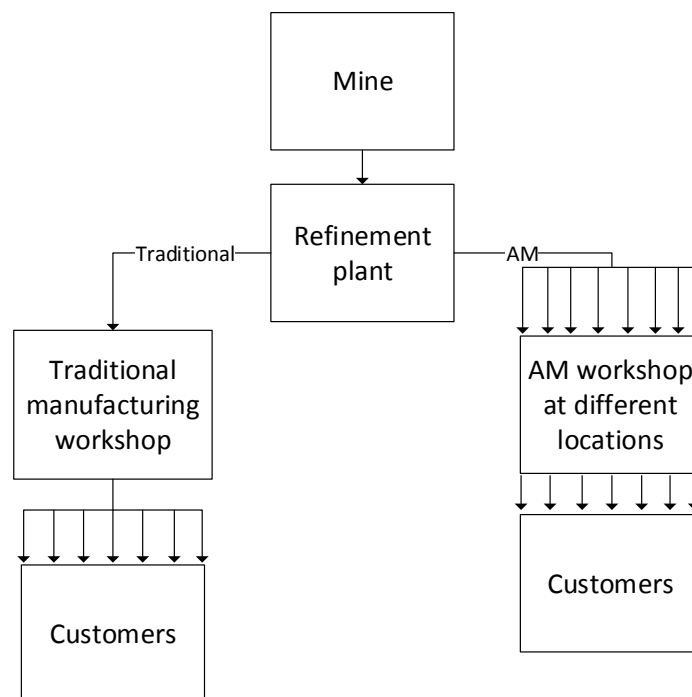 Mine
Refinement
plant
Traditional
AM
Traditional
manufacturing
workshop
AM workshop
at different
locations
Customers
Customers